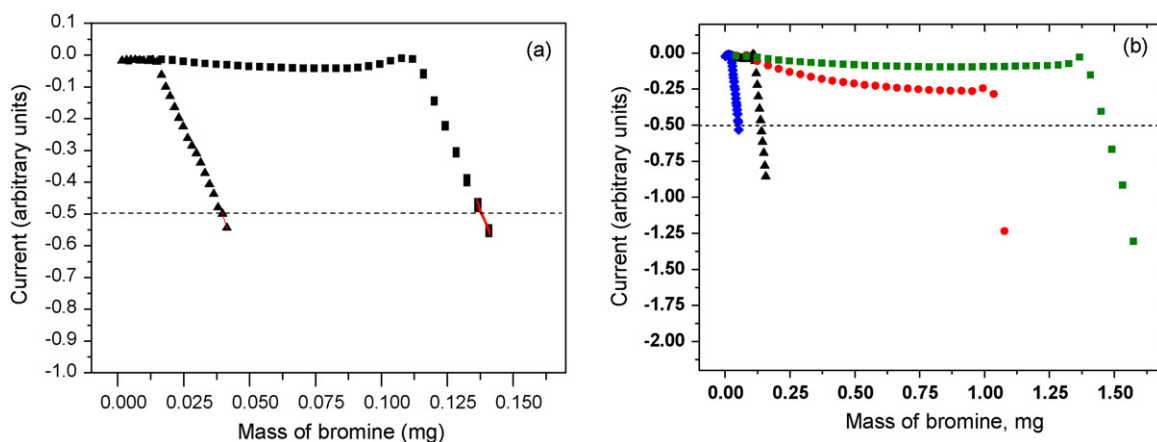 (a)
Current (arbitrary units)
0.1
0.0
-0.1
-0.2
-0.3
-0.4
-0.5
-0.6
-0.7
-0.8
-0.9
-1.0
0.000 0.025 0.050 0.075 0.100 0.125 0.150
Mass of bromine (mg)
(b)
Current (arbitrary units)
0.00
-0.25
-0.50
-0.75
-1.00
-1.25
-1.50
-1.75
-2.00
0.00 0.25 0.50 0.75 1.00 1.25 1.50
Mass of bromine, mg